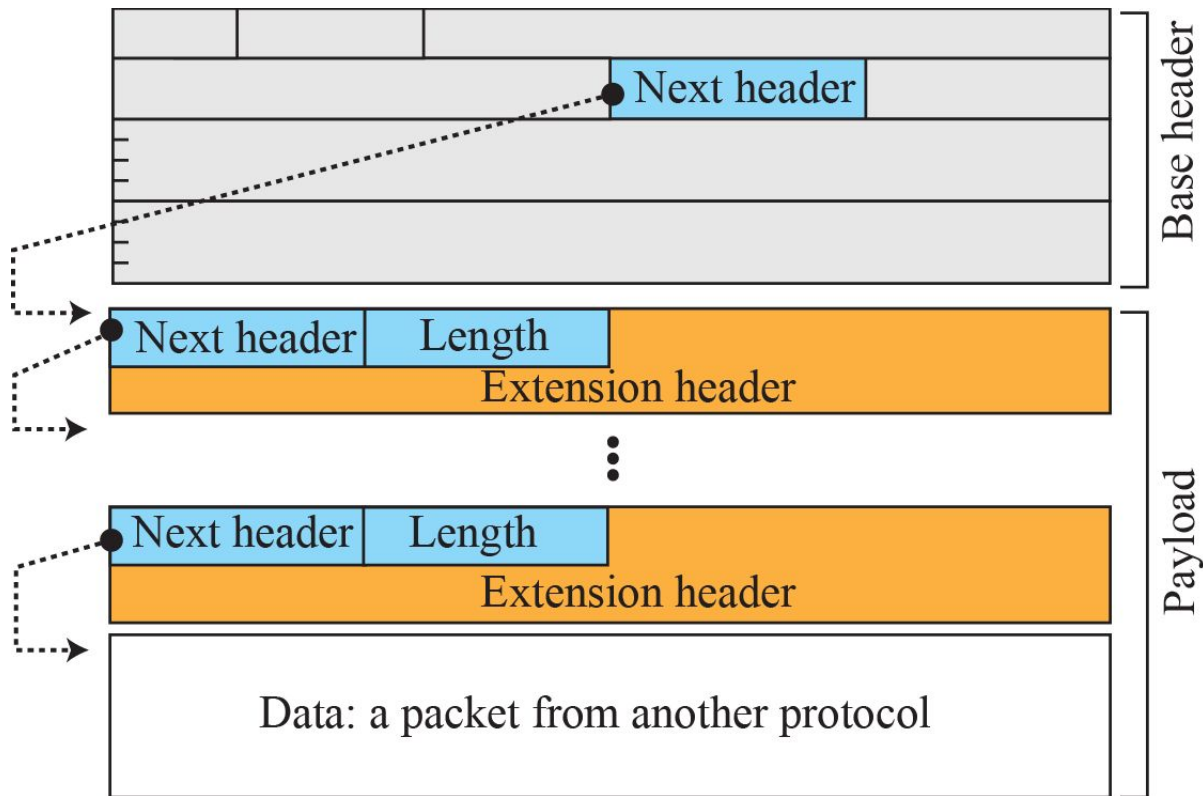 Next header
Base header
Next header
Length
Extension header
Next header
Length
Extension header
Payload
Data: a packet from another protocol